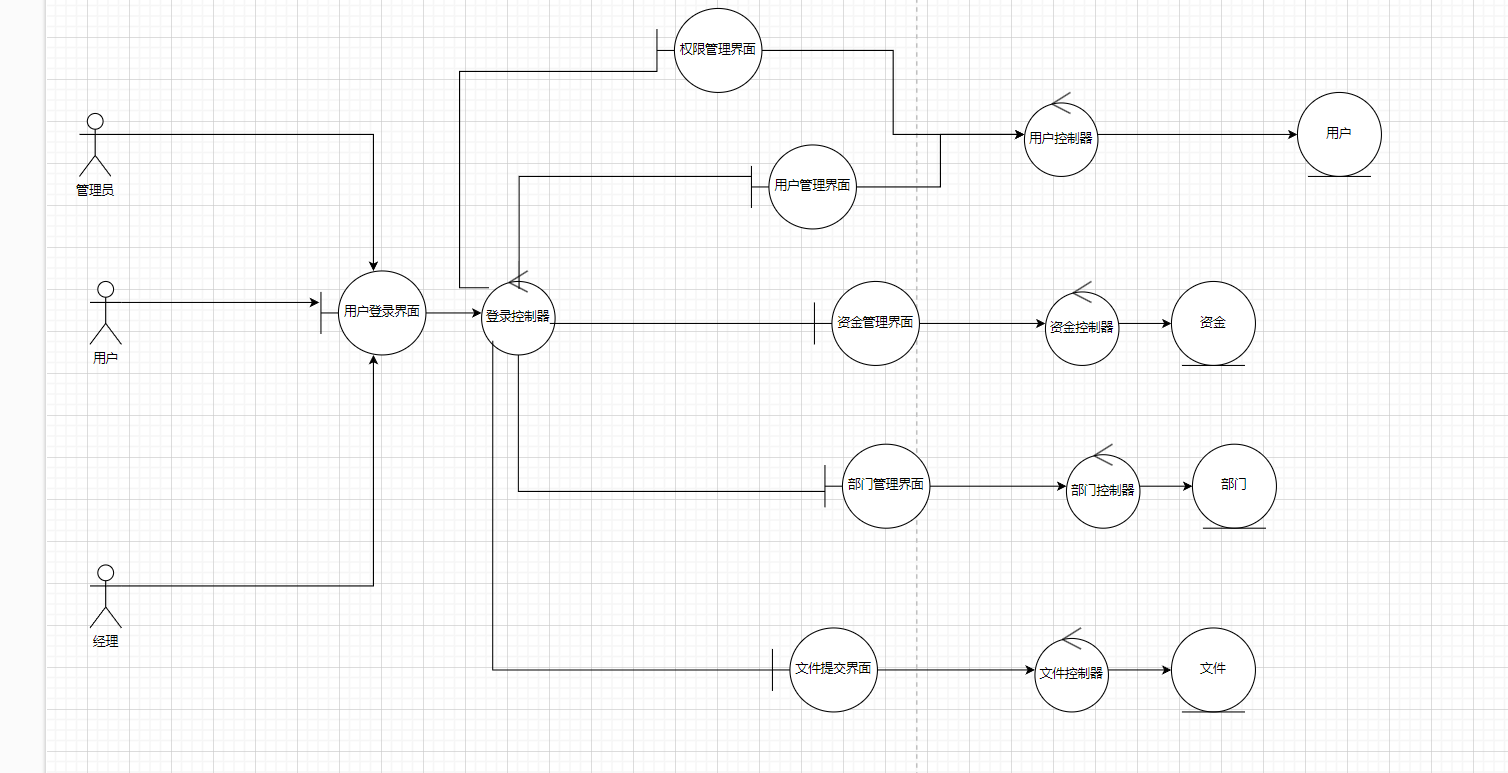 权限管理界面
用户控制器
用户
管理员
用户管理界面
用户登录界面
登录控制器
资金管理界面
资金控制器
资金
用户
部门管理界面
部门控制器
部门
经理
文件提交界面
文件控制器
文件